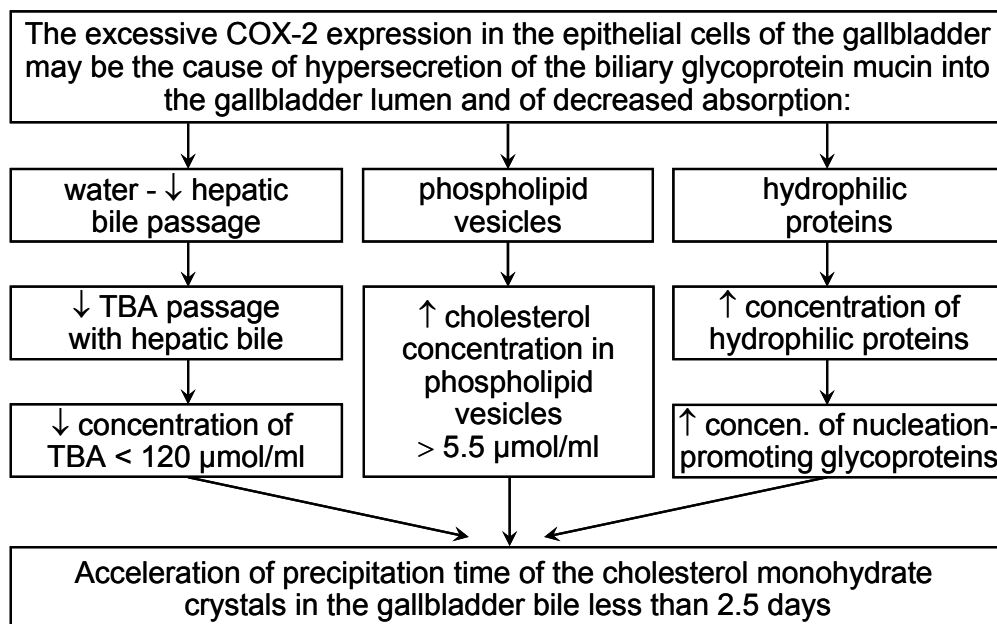 The excessive COX-2 expression in the epithelial cells of the gallbladder
may be the cause of hypersecretion of the biliary glycoprotein mucin into
the gallbladder lumen and of decreased absorption:
water - ↓ hepatic
bile passage
phospholipid
vesicles
hydrophilic
proteins
↓ TBA passage
with hepatic bile
↑ cholesterol
concentration in
phospholipid
vesicles
> 5.5 µmol/ml
↑ concentration of
hydrophilic proteins
↓ concentration of
TBA < 120 µmol/ml
↑ concen. of nucleation-
promoting glycoproteins
Acceleration of precipitation time of the cholesterol monohydrate
crystals in the gallbladder bile less than 2.5 days